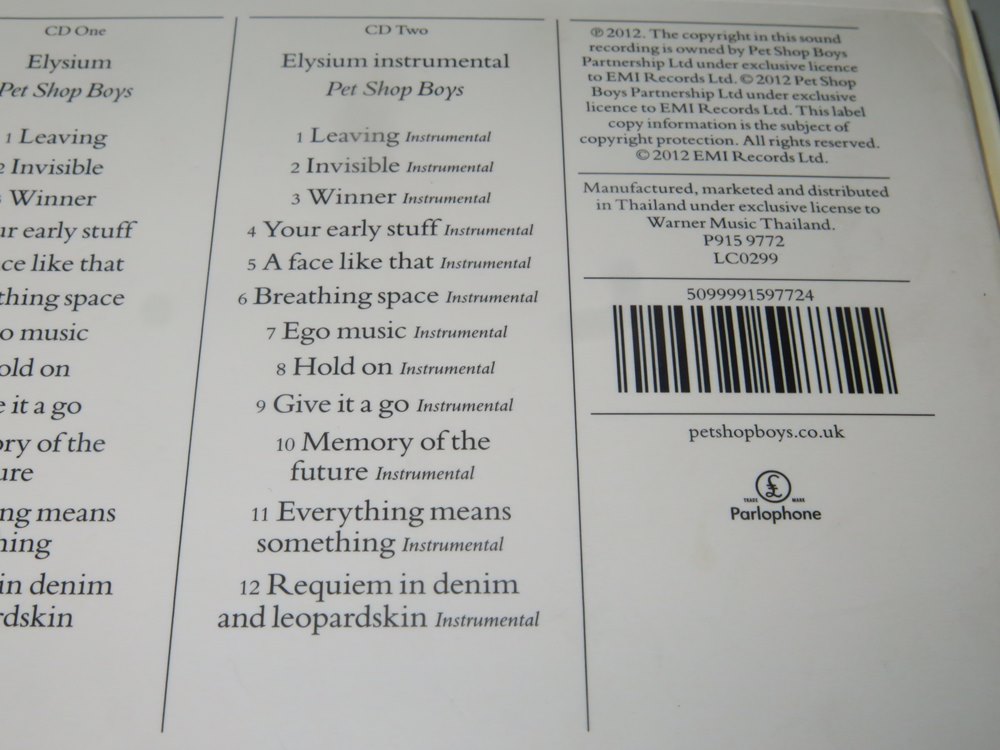 CD One
Elysium
Pet Shop Boys
1 Leaving
2 Invisible
Winner
early stuff
like that
space
music
on
it a go
of the
means
in denim
CD Two
Elysium instrumental
Pet Shop Boys
1 Leaving Instrumental
2 Invisible Instrumental
3 Winner Instrumental
4 Your early stuff Instrumental
5 A face like that Instrumental
6 Breathing space Instrumental
7 Ego music Instrumental
8 Hold on Instrumental
9 Give it a go Instrumental
10 Memory of the
future Instrumental
11 Everything means
something Instrumental
12 Requiem in denim
and leopardskin Instrumental
℗ 2012. The copyright in this sound
recording is owned by Pet Shop Boys
Partnership Ltd under exclusive licence
to EMI Records Ltd. © 2012 Pet Shop
Boys Partnership Ltd under exclusive
licence to EMI Records Ltd. This label
copy information is the subject of
copyright protection. All rights reserved.
© 2012 EMI Records Ltd.
Manufactured, marketed and distributed
in Thailand under exclusive license to
Warner Music Thailand.
P915 9772
LC0299
5099991597724
petshopboys.co.uk
£
TRADE MARK
Parlophone